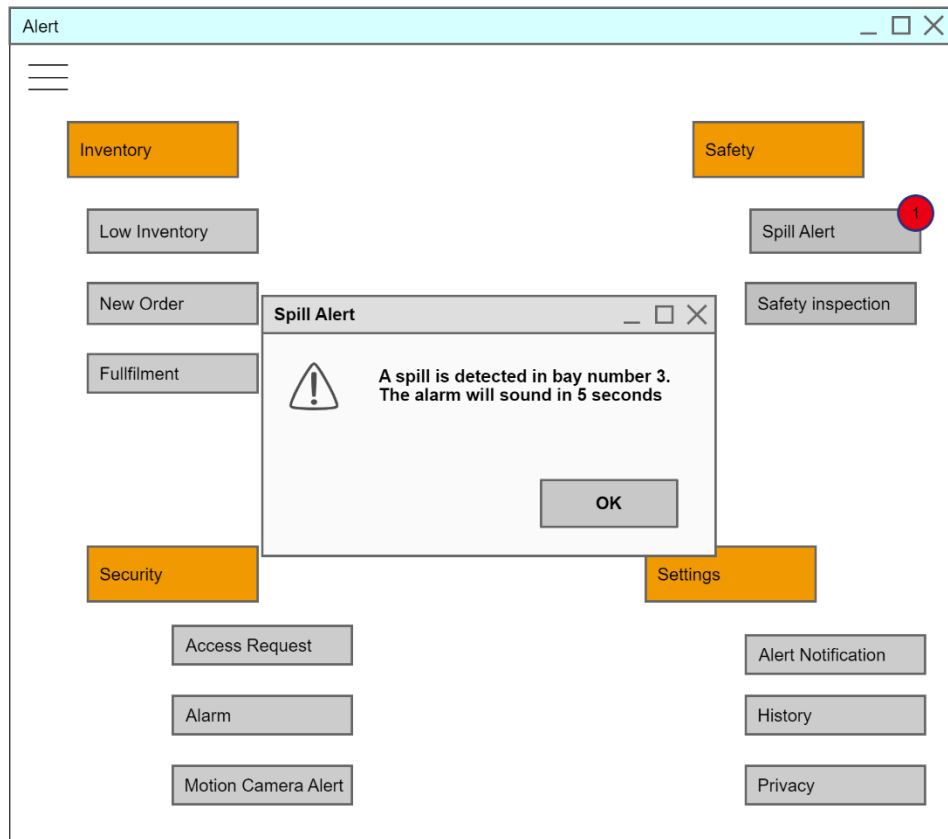 Alert
Inventory
Safety
Low Inventory
Spill Alert
1
New Order
Safety inspection
Fullfilment
Spill Alert
A spill is detected in bay number 3.
The alarm will sound in 5 seconds
OK
Security
Settings
Access Request
Alert Notification
Alarm
History
Motion Camera Alert
Privacy